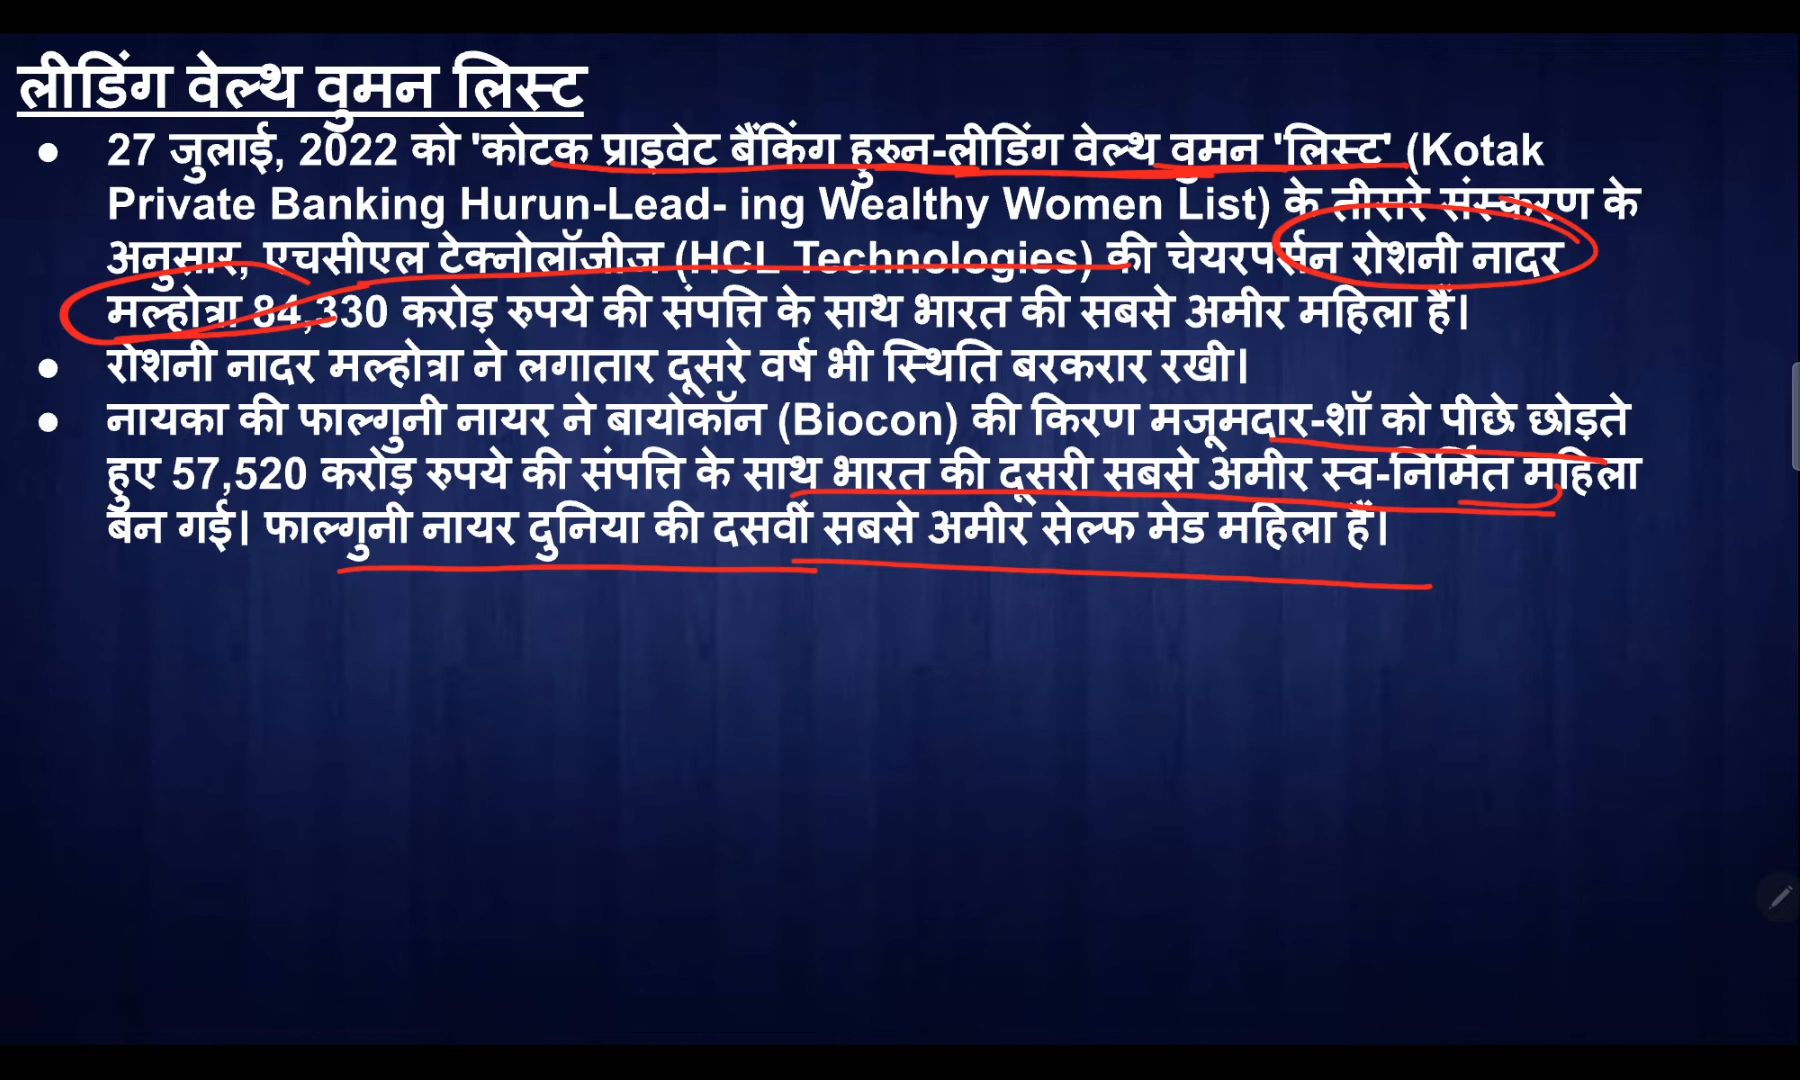 लीडिंग वेल्थ वुमन लिस्ट
● 27 जुलाई, 2022 को 'कोटक प्राइवेट बैंकिंग हुरुन-लीडिंग वेल्थ वुमन 'लिस्ट' (Kotak
Private Banking Hurun-Lead- ing Wealthy Women List) के तीसरे संस्करण के
अनुसार, एचसीएल टेक्नोलॉजीज (HCL Technologies) की चेयरपर्सन रोशनी नादर
मल्होत्रा 84,330 करोड़ रुपये की संपत्ति के साथ भारत की सबसे अमीर महिला हैं।
● रोशनी नादर मल्होत्रा ने लगातार दूसरे वर्ष भी स्थिति बरकरार रखी।
● नायका की फाल्गुनी नायर ने बायोकॉन (Biocon) की किरण मजूमदार-शॉ को पीछे छोड़ते
हुए 57,520 करोड़ रुपये की संपत्ति के साथ भारत की दूसरी सबसे अमीर स्व-निर्मित महिला
बन गई। फाल्गुनी नायर दुनिया की दसवीं सबसे अमीर सेल्फ मेड महिला हैं।